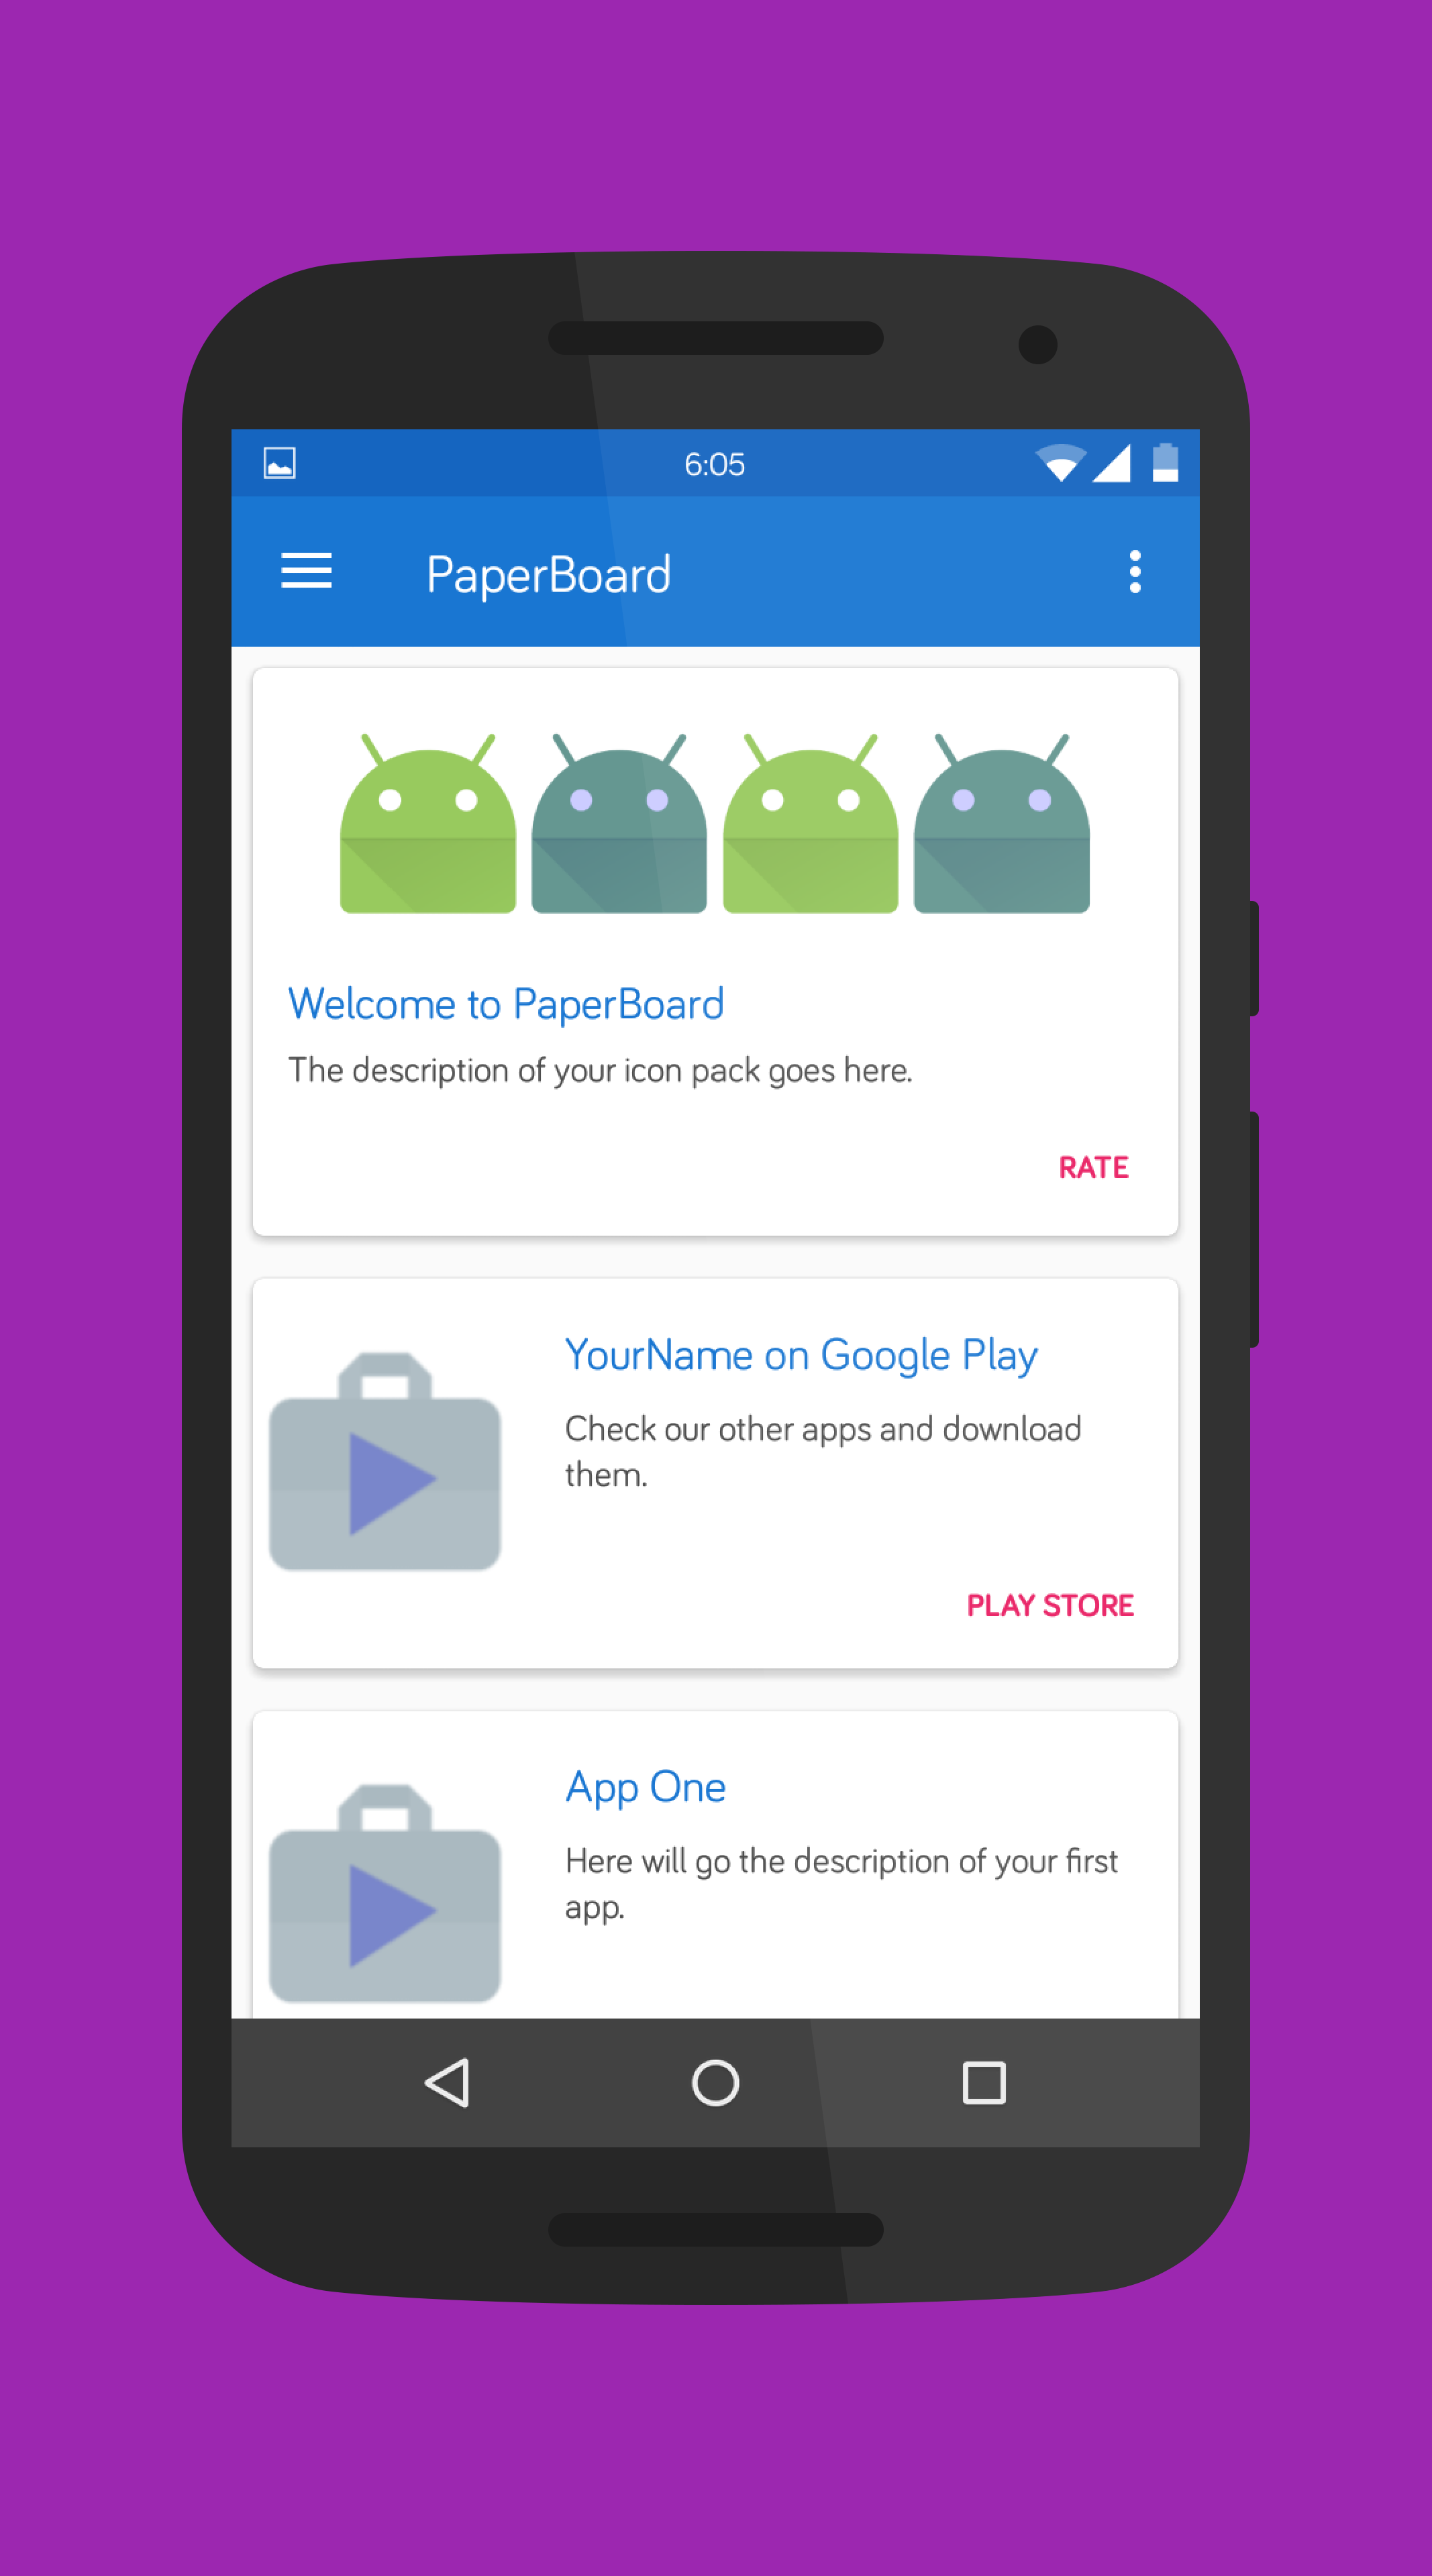 6:05
PaperBoard
Welcome to PaperBoard
The description of your icon pack goes here.
RATE
YourName on Google Play
Check our other apps and download
them.
PLAY STORE
App One
Here will go the description of your first
app.